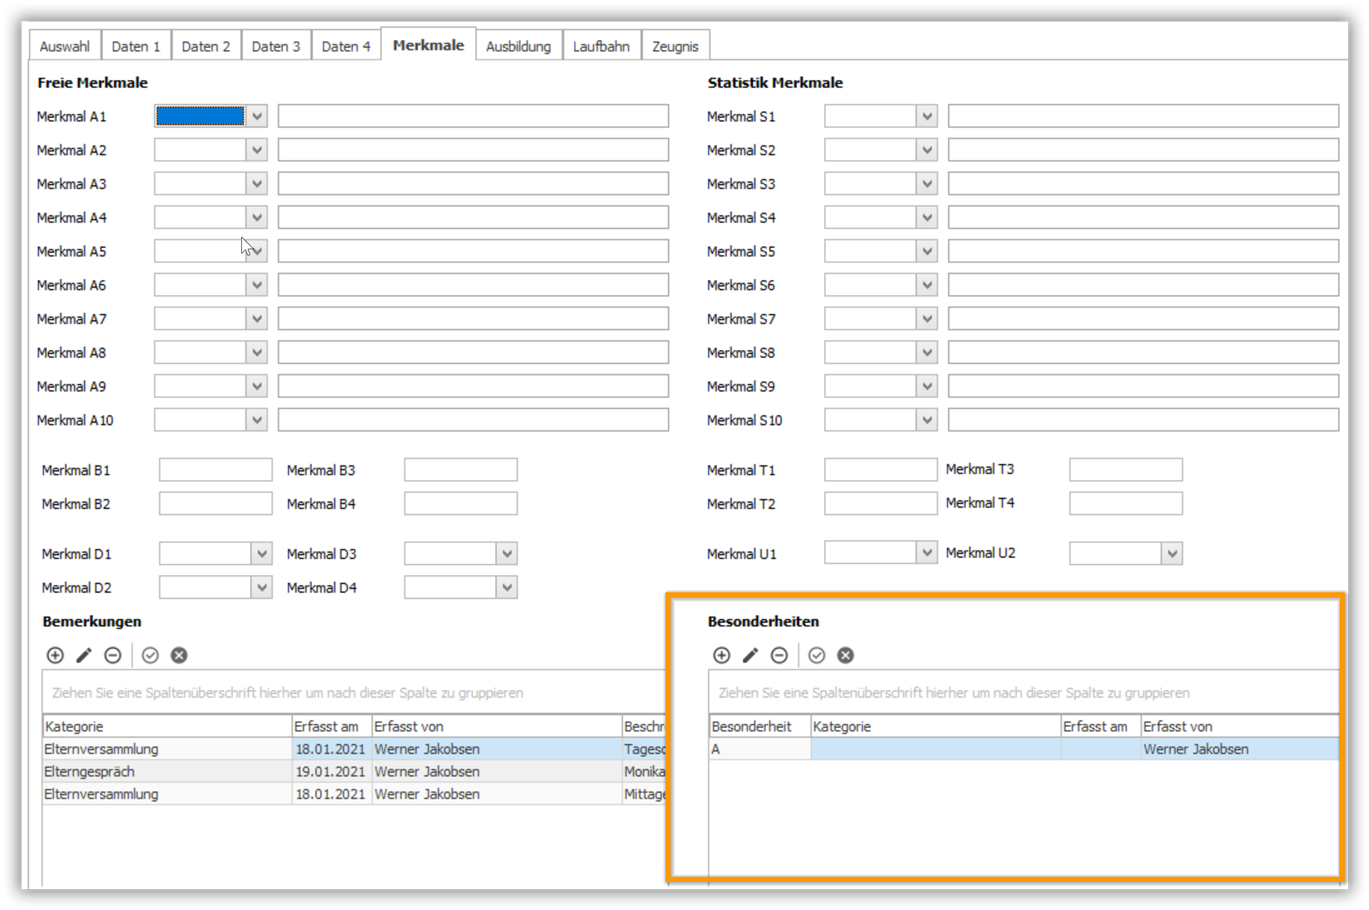 Auswahl Daten 1 Daten 2 Daten 3 Daten 4 Merkmale Ausbildung Laufbahn Zeugnis
Freie Merkmale
Merkmal A1
Merkmal A2
Merkmal A3
Merkmal A4
Merkmal A5
Merkmal A6
Merkmal A7
Merkmal A8
Merkmal A9
Merkmal A10
Merkmal B1 Merkmal B3
Merkmal B2 Merkmal B4
Merkmal D1 Merkmal D3
Merkmal D2 Merkmal D4
Statistik Merkmale
Merkmal S1
Merkmal S2
Merkmal S3
Merkmal S4
Merkmal S5
Merkmal S6
Merkmal S7
Merkmal S8
Merkmal S9
Merkmal S10
Merkmal T1 Merkmal T3
Merkmal T2 Merkmal T4
Merkmal U1 Merkmal U2
Bemerkungen
Ziehen Sie eine Spaltenüberschrift hierher um nach dieser Spalte zu gruppieren
Kategorie Erfasst am Erfasst von Beschr
Elternversammlung 18.01.2021 Werner Jakobsen Tageso
Elterngespräch 19.01.2021 Werner Jakobsen Monika
Elternversammlung 18.01.2021 Werner Jakobsen Mittage
Besonderheiten
Ziehen Sie eine Spaltenüberschrift hierher um nach dieser Spalte zu gruppieren
Besonderheit Kategorie Erfasst am Erfasst von
A Werner Jakobsen